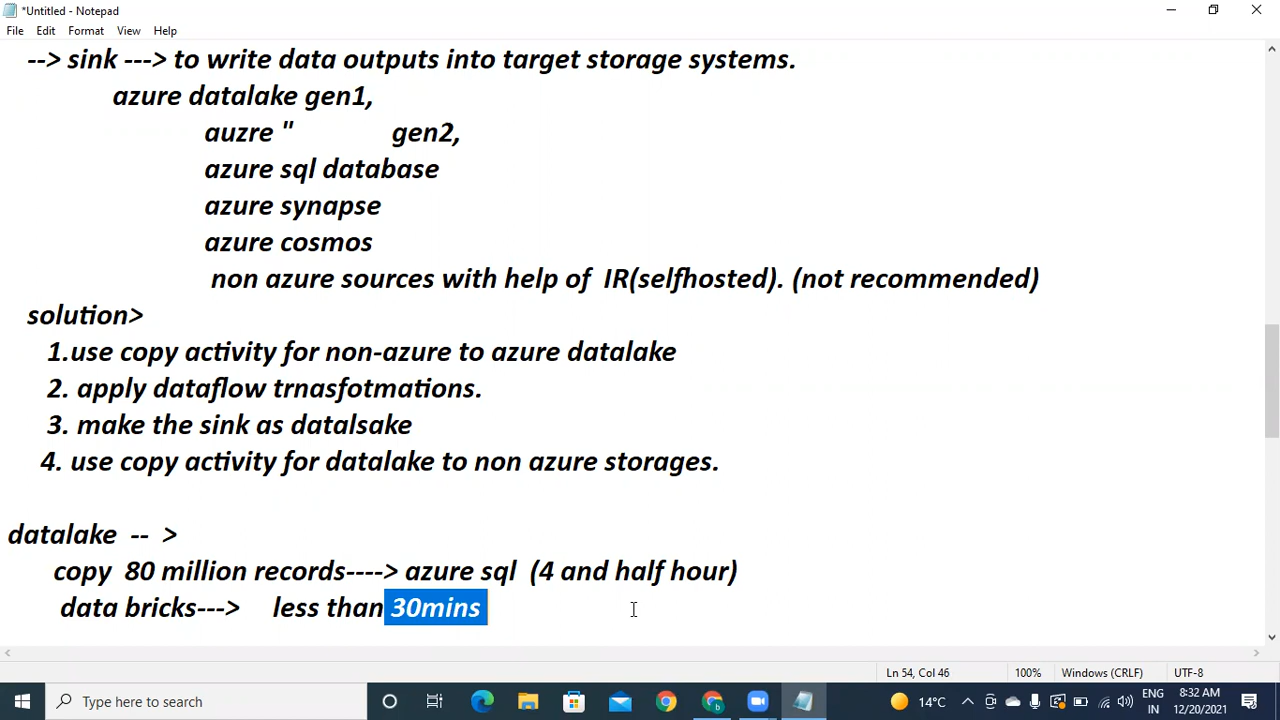 *Untitled - Notepad
File Edit Format View Help
--> sink ---> to write data outputs into target storage systems.
azure datalake gen1,
auzre " gen2,
azure sql database
azure synapse
azure cosmos
non azure sources with help of IR(selfhosted). (not recommended)
solution>
1.use copy activity for non-azure to azure datalake
2. apply dataflow trnasfotmations.
3. make the sink as datalsake
4. use copy activity for datalake to non azure storages.
datalake -- >
copy 80 million records----> azure sql (4 and half hour)
data bricks---> less than 30mins
Ln 54, Col 46 100% Windows (CRLF) UTF-8
Type here to search 14°C ENG IN 8:32 AM 12/20/2021